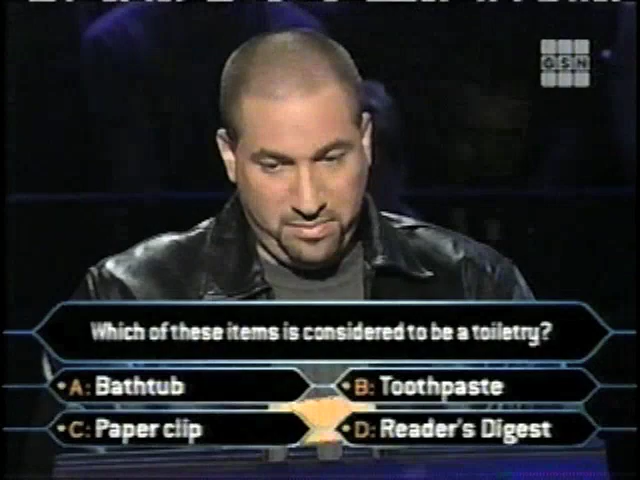 GSN
Which of these items is considered to be a toiletry?
A: Bathtub
B: Toothpaste
C: Paper clip
D: Reader's Digest